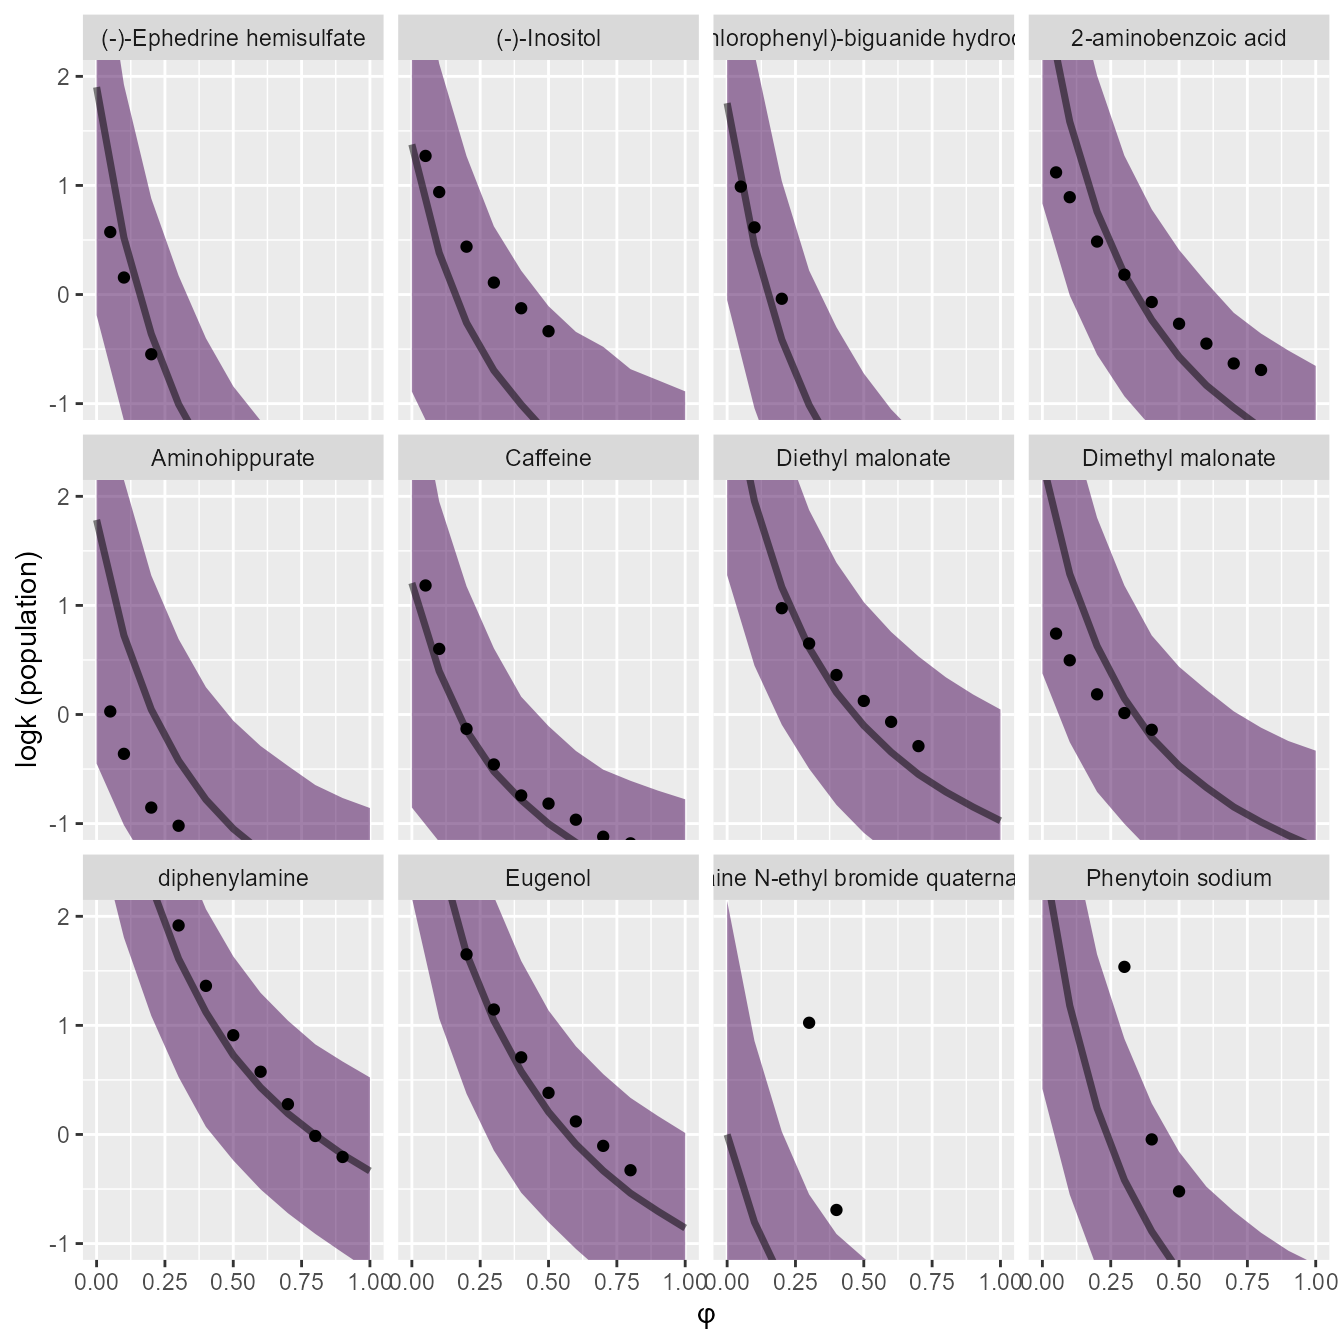 (-)-Ephedrine hemisulfate
(-)-Inositol
hlorophenyl)-biguanide hydroc
2-aminobenzoic acid
2
1
0
-1
Aminohippurate
Caffeine
Diethyl malonate
Dimethyl malonate
2
1
0
-1
diphenylamine
Eugenol
nine N-ethyl bromide quaterna
Phenytoin sodium
2
1
0
-1
0.00 0.25 0.50 0.75 1.00
0.00 0.25 0.50 0.75 1.00
0.00 0.25 0.50 0.75 1.00
0.00 0.25 0.50 0.75 1.00
logk (population)
φ